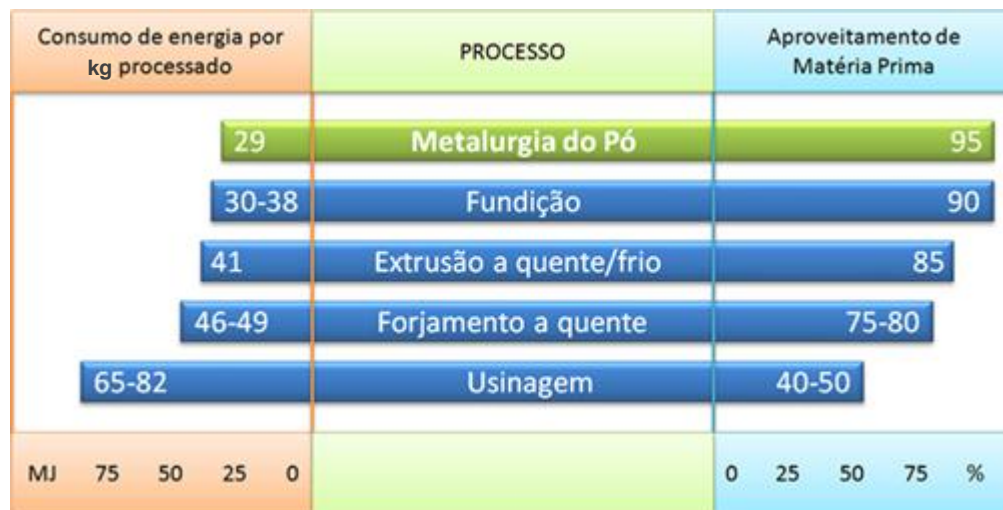 Consumo de energia por
kg processado
PROCESSO
Aproveitamento de
Matéria Prima
29 Metalurgia do Pó 95
30-38 Fundição 90
41 Extrusão a quente/frio 85
46-49 Forjamento a quente 75-80
65-82 Usinagem 40-50
MJ 75 50 25 0 0 25 50 75 %